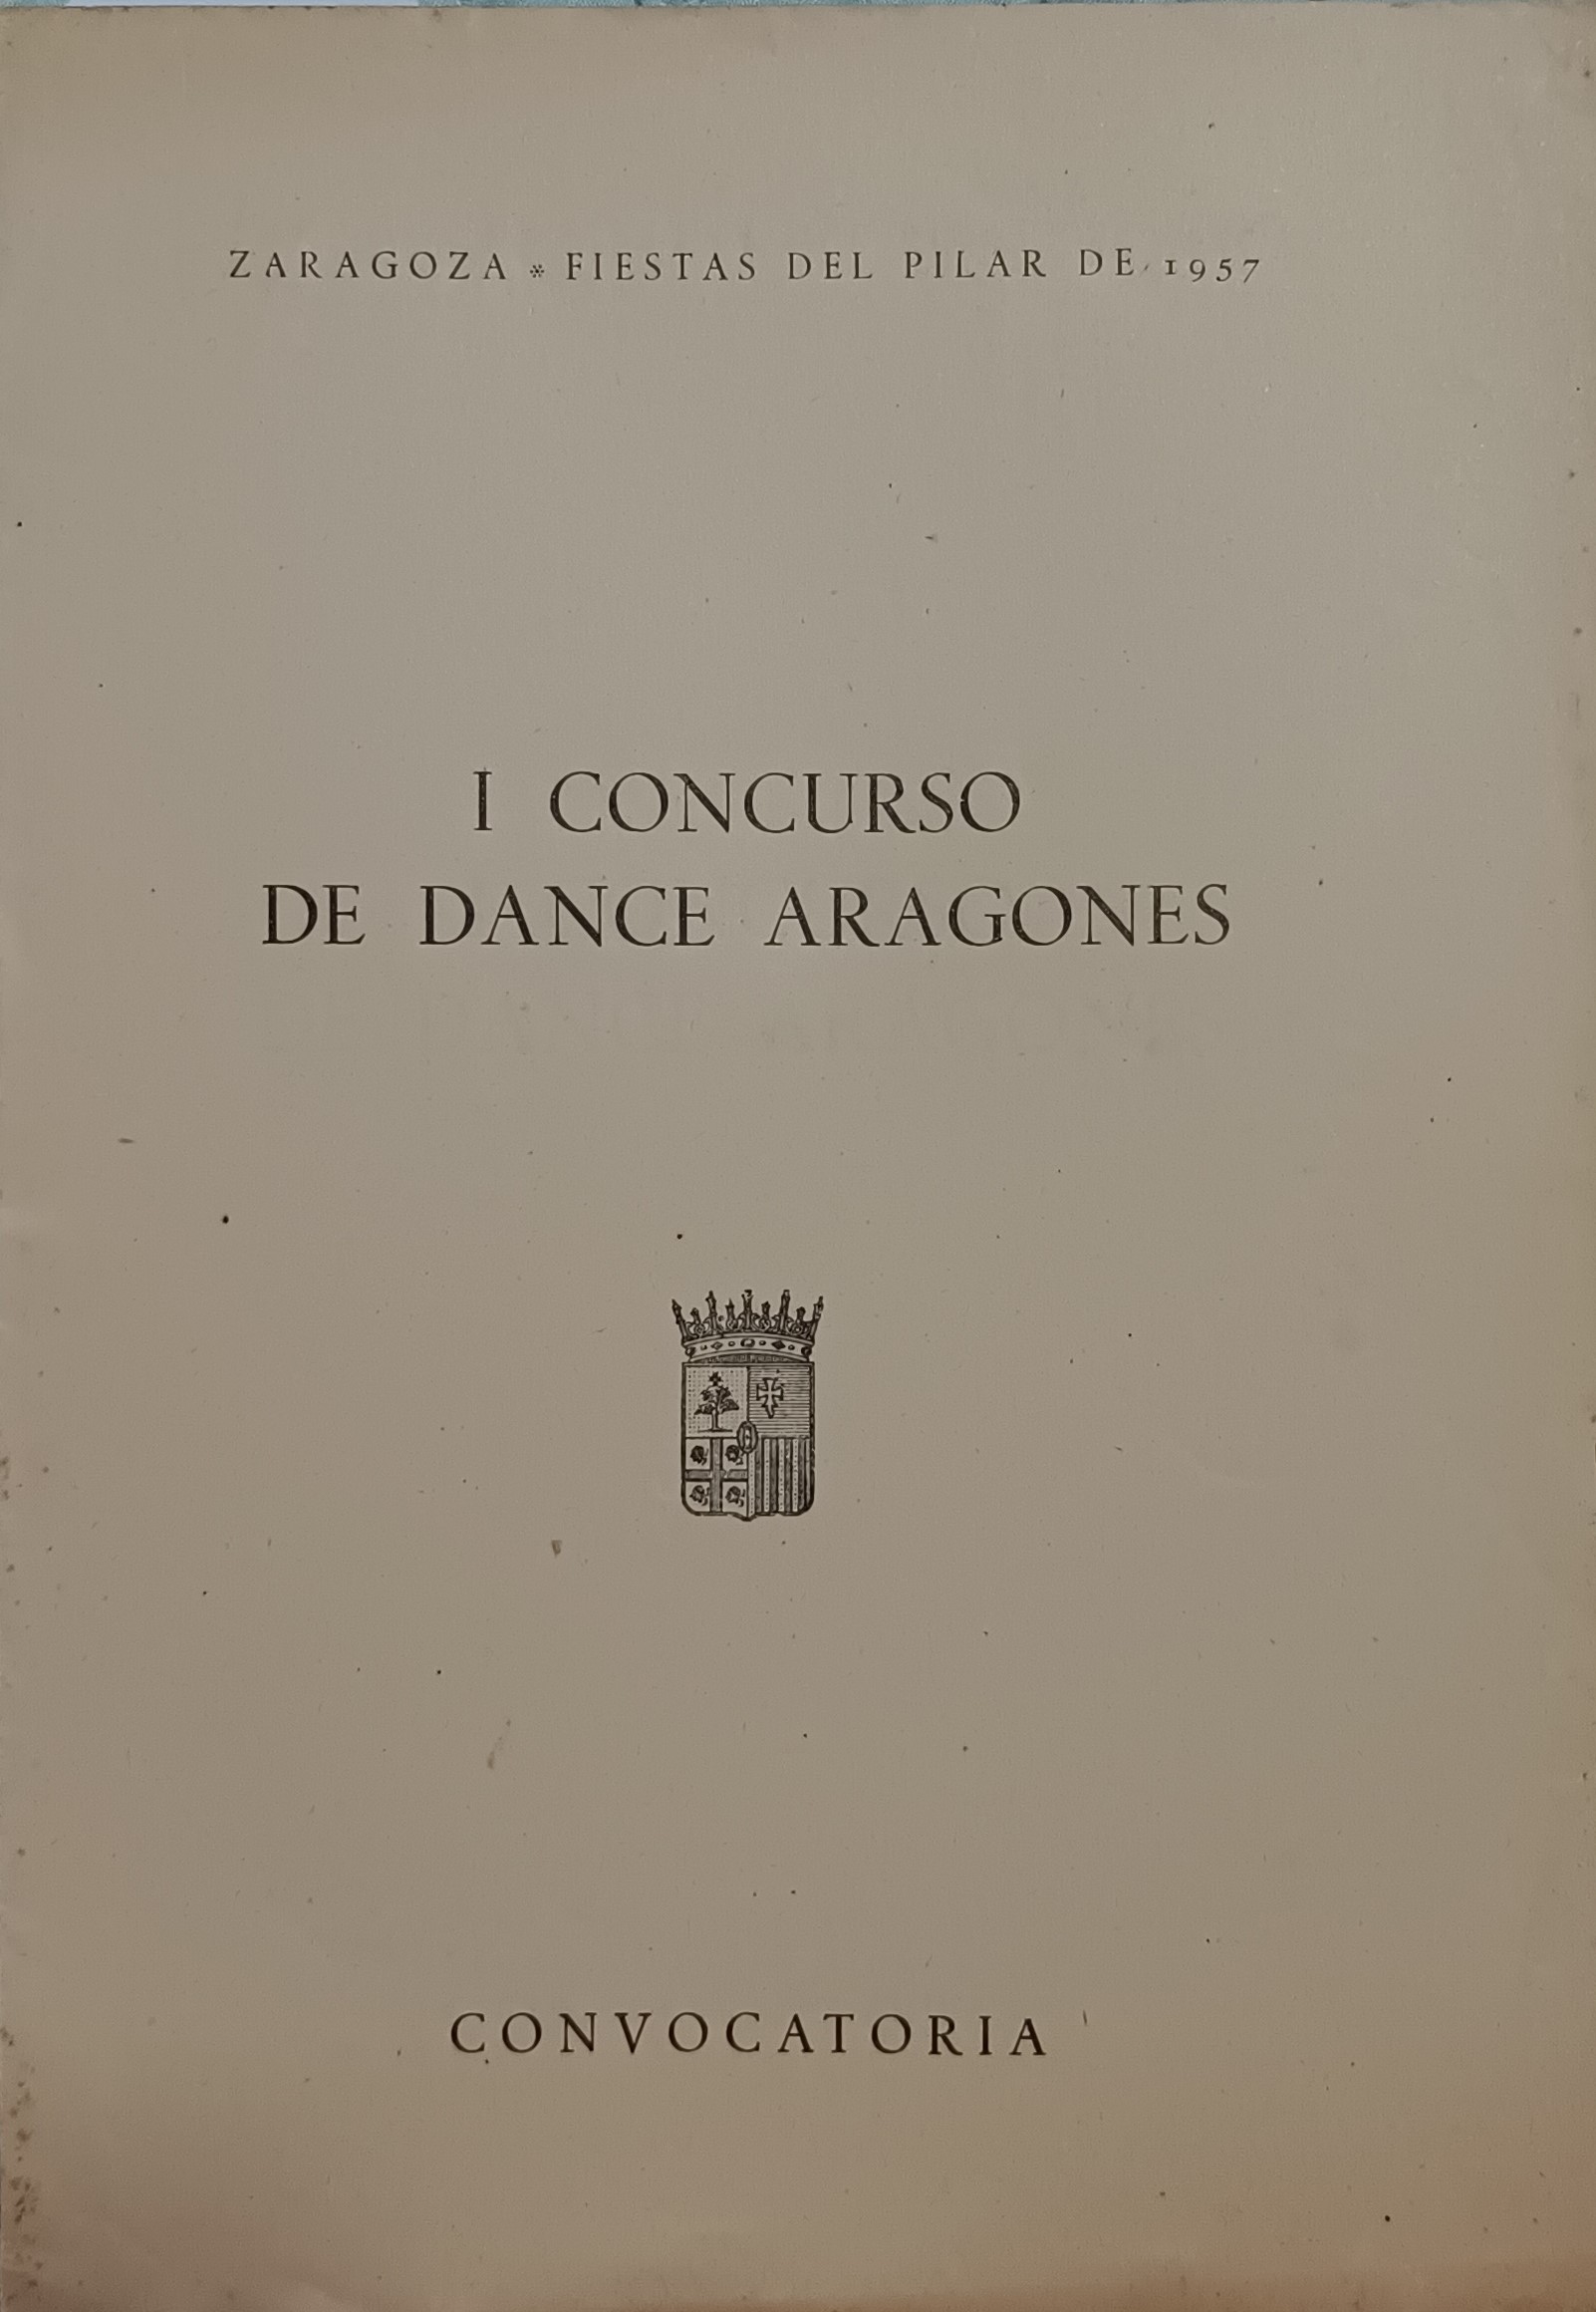 ZARAGOZA * FIESTAS DEL PILAR DE 1957
I CONCURSO
DE DANCE ARAGONES
CONVOCATORIA